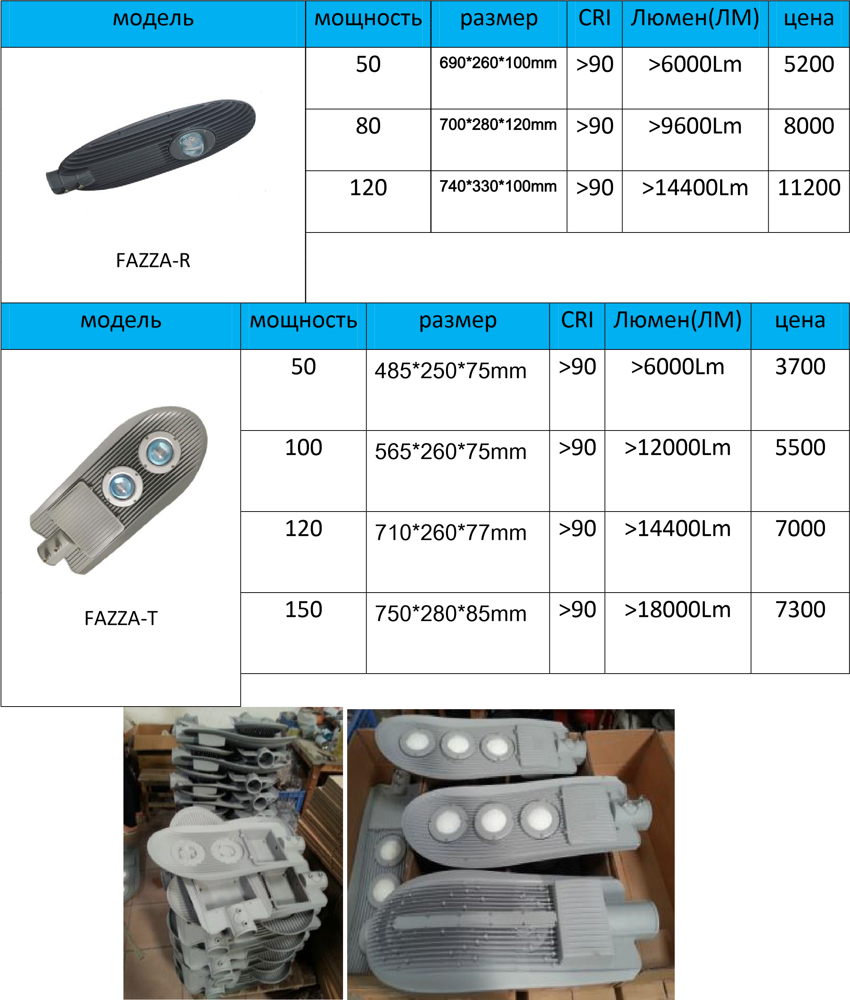 модель мощность размер CRI Люмен(ЛМ) цена
50 690*260*100mm >90 >6000Lm 5200
80 700*280*120mm >90 >9600Lm 8000
120 740*330*100mm >90 >14400Lm 11200
FAZZA-R
модель мощность размер CRI Люмен(ЛМ) цена
50 485*250*75mm >90 >6000Lm 3700
100 565*260*75mm >90 >12000Lm 5500
120 710*260*77mm >90 >14400Lm 7000
150 750*280*85mm >90 >18000Lm 7300
FAZZA-T